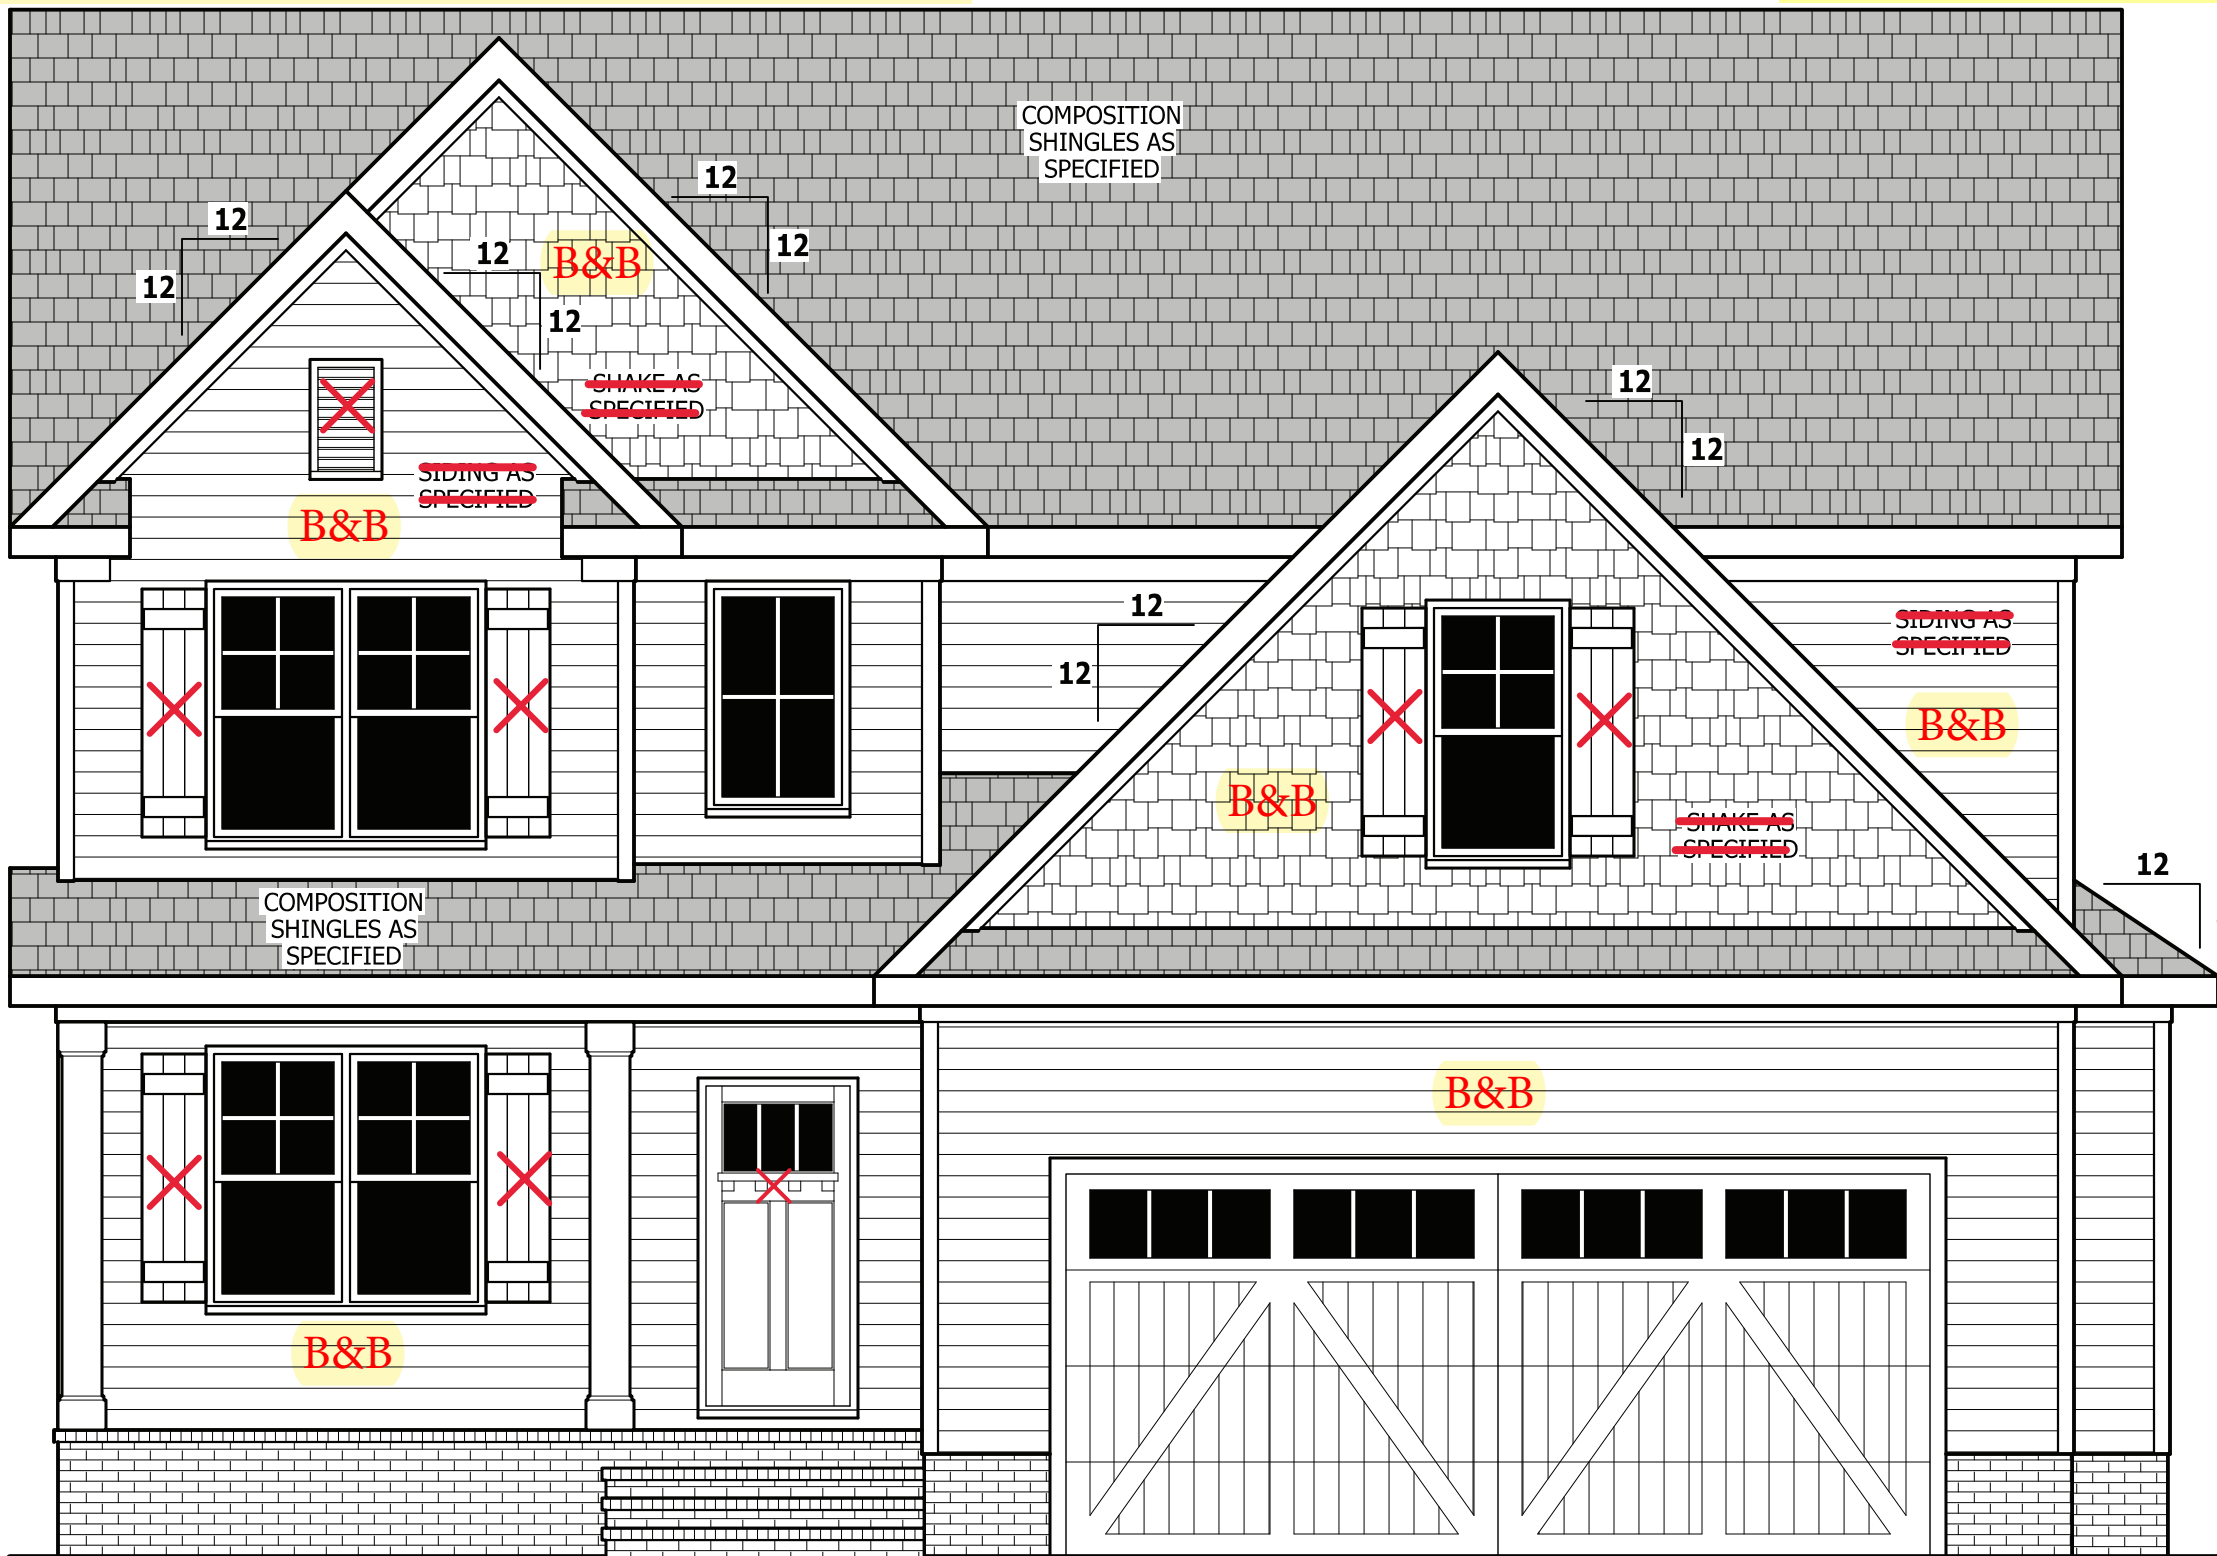 COMPOSITION
SHINGLES AS
SPECIFIED
12
12
12
12
12
12
B&B
SHAKE AS
SPECIFIED
SIDING AS
SPECIFIED
B&B
12
12
12
12
SIDING AS
SPECIFIED
B&B
B&B
SHAKE AS
SPECIFIED
12
COMPOSITION
SHINGLES AS
SPECIFIED
B&B
B&B